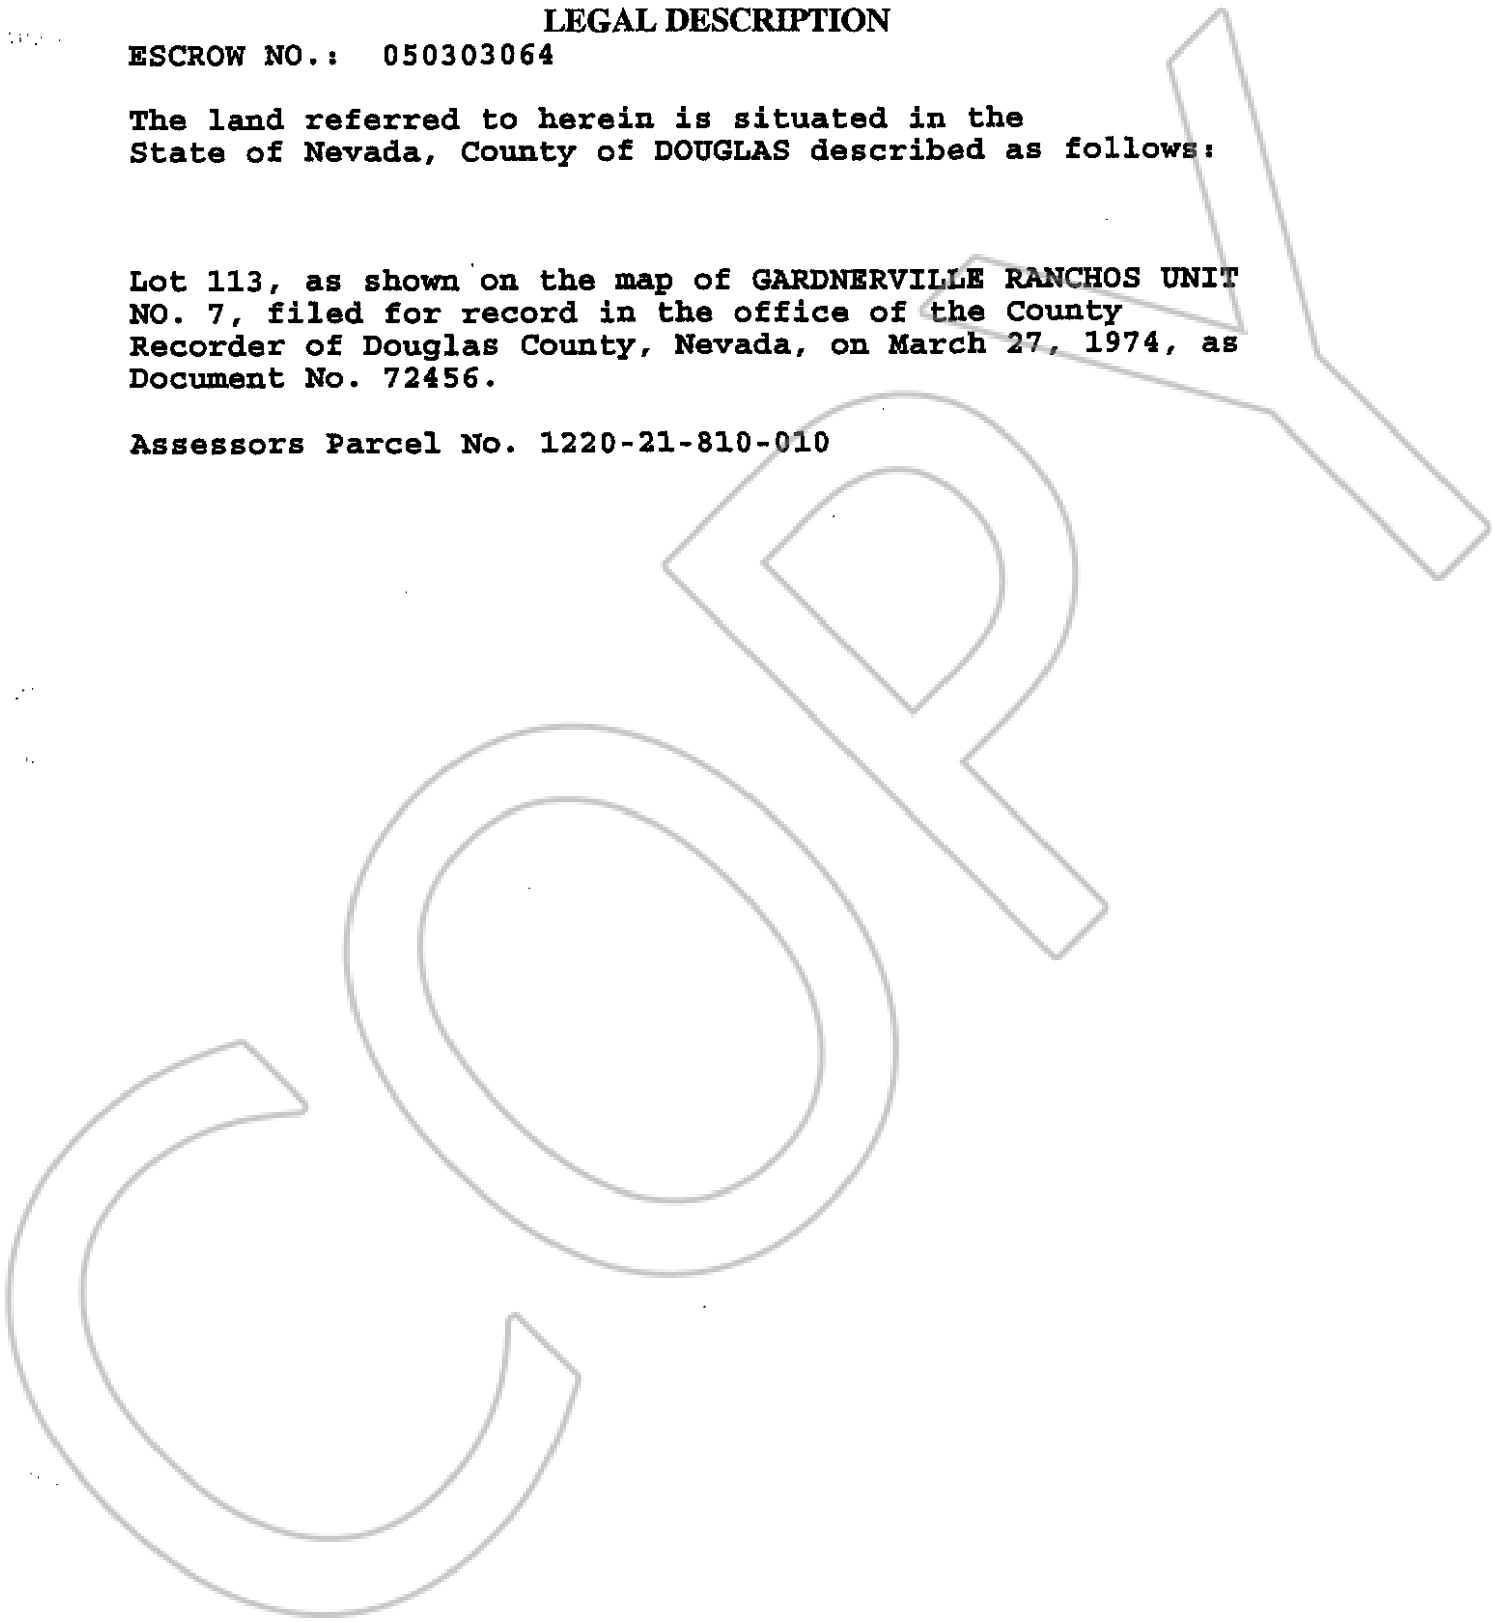 LEGAL DESCRIPTION
ESCROW NO.: 050303064
The land referred to herein is situated in the
State of Nevada, County of DOUGLAS described as follows:
Lot 113, as shown on the map of GARDNERVILLE RANCHOS UNIT
NO. 7, filed for record in the office of the County
Recorder of Douglas County, Nevada, on March 27, 1974, as
Document No. 72456.
Assessors Parcel No. 1220-21-810-010
COPY